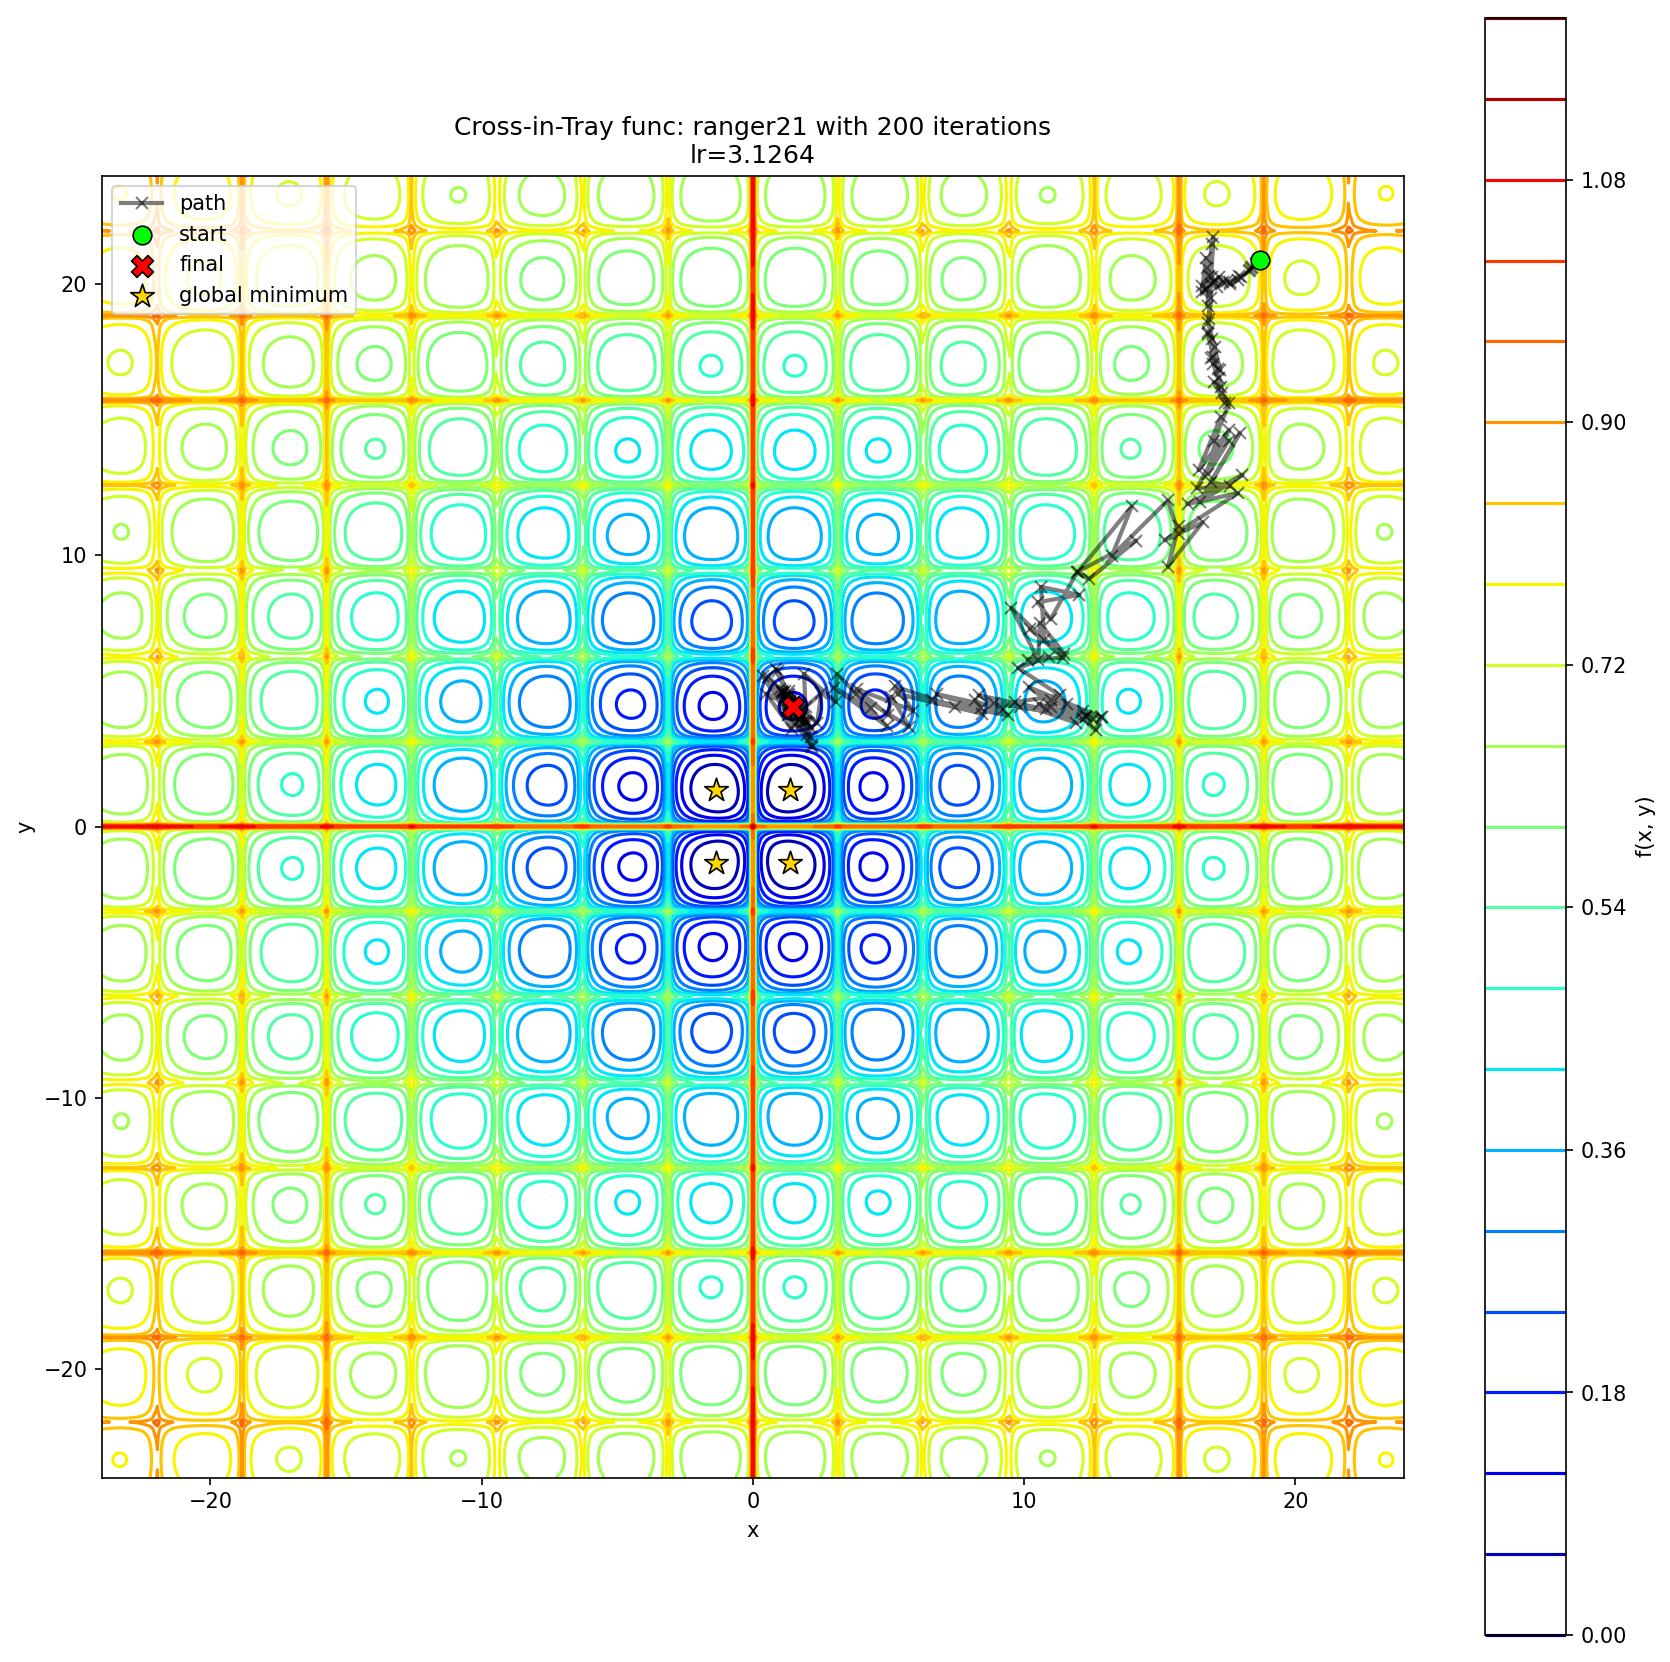 Cross-in-Tray func: ranger21 with 200 iterations
lr=3.1264
path
start
final
global minimum
20
10
0
−10
−20
y
−20
−10
0
10
20
x
1.08
0.90
0.72
0.54
0.36
0.18
0.00
f(x, y)